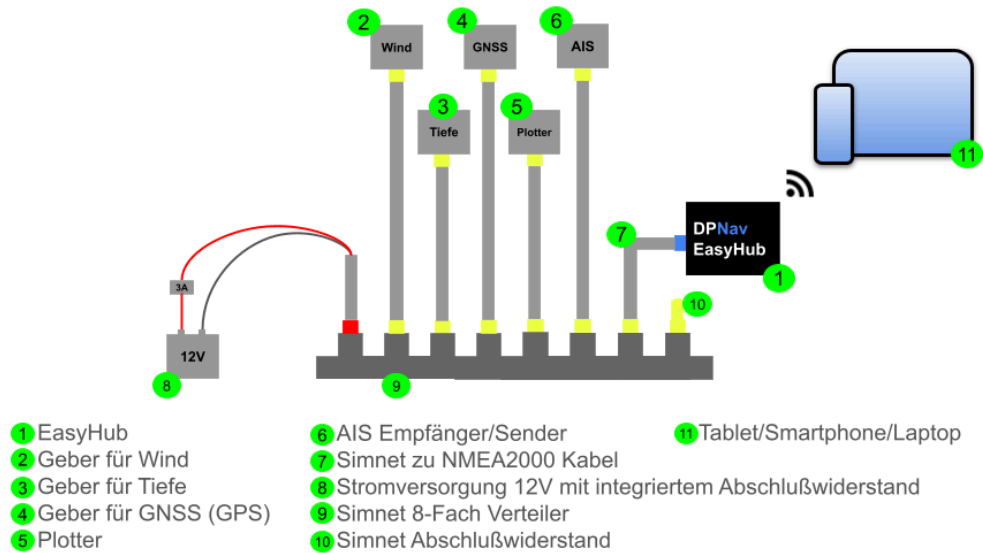 2 Wind
4 GNSS
6 AIS
3 Tiefe
5 Plotter
11
7
DPNav
EasyHub
1
3A
10
12V
8
9
1 EasyHub
2 Geber für Wind
3 Geber für Tiefe
4 Geber für GNSS (GPS)
5 Plotter
6 AIS Empfänger/Sender
7 Simnet zu NMEA2000 Kabel
8 Stromversorgung 12V mit integriertem Abschlußwiderstand
9 Simnet 8-Fach Verteiler
10 Simnet Abschlußwiderstand
11 Tablet/Smartphone/Laptop